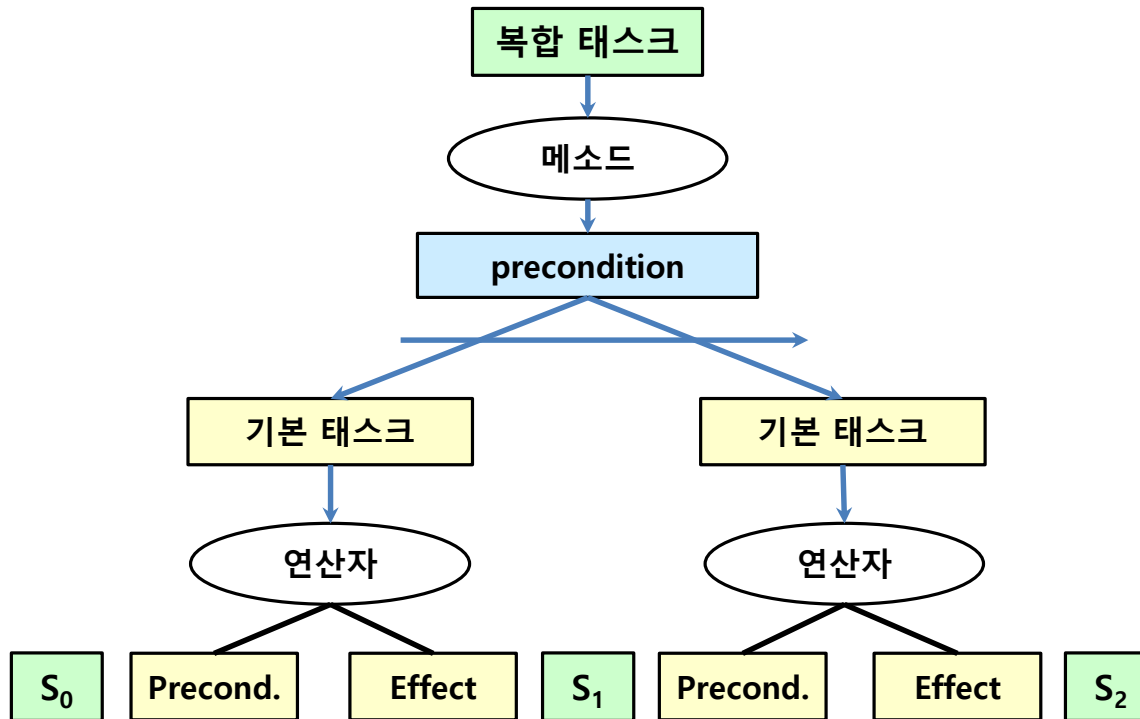 복합 태스크
메소드
precondition
기본 태스크 기본 태스크
연산자 연산자
S₀ Precond. Effect S₁ Precond. Effect S₂